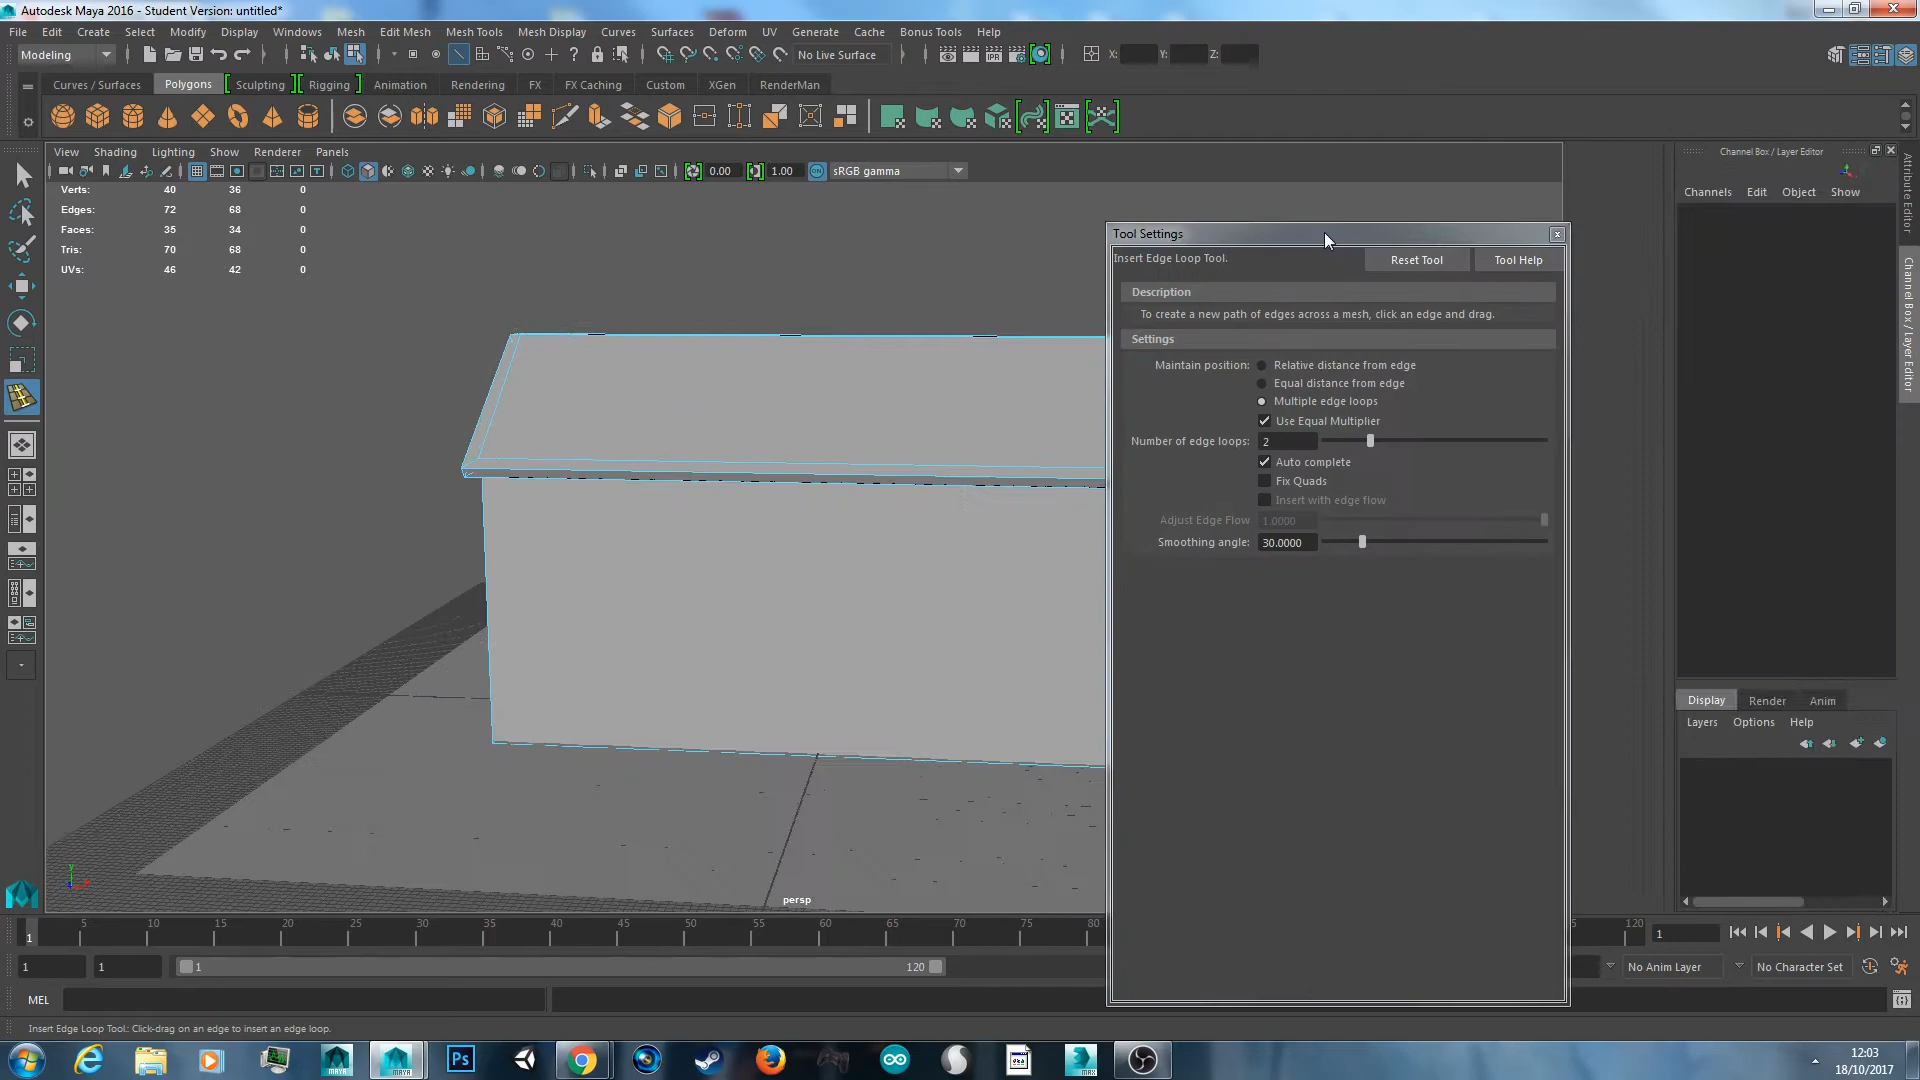 Autodesk Maya 2016 - Student Version: untitled*
File Edit Create Select Modify Display Windows Mesh Edit Mesh Mesh Tools Mesh Display Curves Surfaces Deform UV Generate Cache Bonus Tools Help
Modeling No Live Surface X: Y: Z:
Curves / Surfaces Polygons Sculpting Rigging Animation Rendering FX FX Caching Custom XGen RenderMan
View Shading Lighting Show Renderer Panels
0.00 1.00 sRGB gamma
Verts: 40 36 0
Edges: 72 68 0
Faces: 35 34 0
Tris: 70 68 0
UVs: 46 42 0
persp
Tool Settings
Insert Edge Loop Tool. Reset Tool Tool Help
Description
To create a new path of edges across a mesh, click an edge and drag.
Settings
Maintain position: Relative distance from edge
Equal distance from edge
Multiple edge loops
Use Equal Multiplier
Number of edge loops: 2
Auto complete
Fix Quads
Insert with edge flow
Adjust Edge Flow 1.0000
Smoothing angle: 30.0000
Channel Box / Layer Editor
Channels Edit Object Show
Attribute Editor
Channel Box / Layer Editor
Display Render Anim
Layers Options Help
5 10 15 20 25 30 35 40 45 50 55 60 65 70 75 80 120
1 1
1 1 1 120 No Anim Layer No Character Set
MEL
Insert Edge Loop Tool: Click-drag on an edge to insert an edge loop.
12:03
18/10/2017